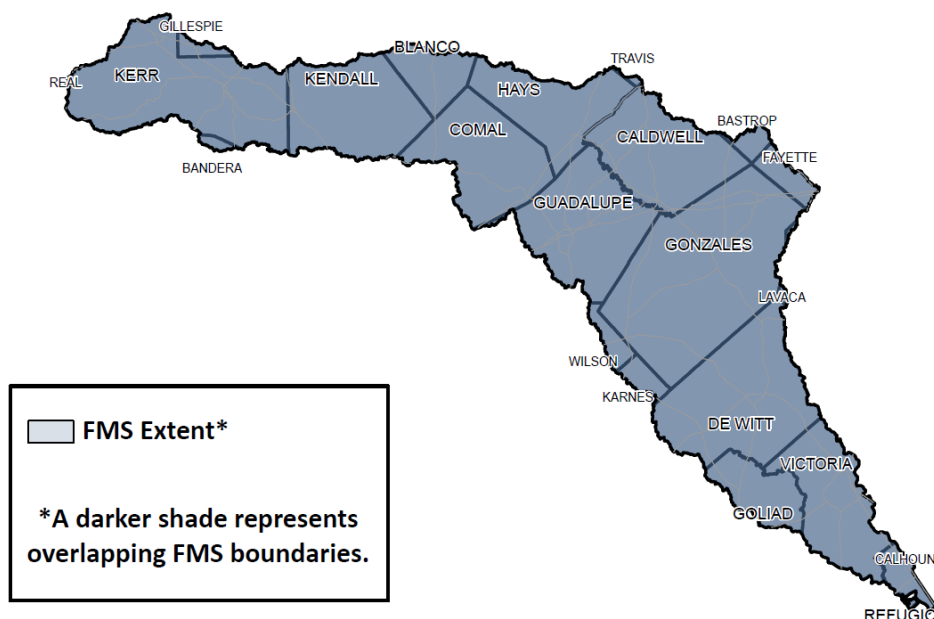 GILLESPIE
BLANCO
TRAVIS
REAL
KERR
KENDALL
HAYS
BASTROP
COMAL
CALDWELL
FAYETTE
BANDERA
GUADALUPE
GONZALES
LAVACA
WILSON
KARNES
DE WITT
VICTORIA
GOLIAD
CALHOUN
REFUGIO
FMS Extent*
*A darker shade represents
overlapping FMS boundaries.